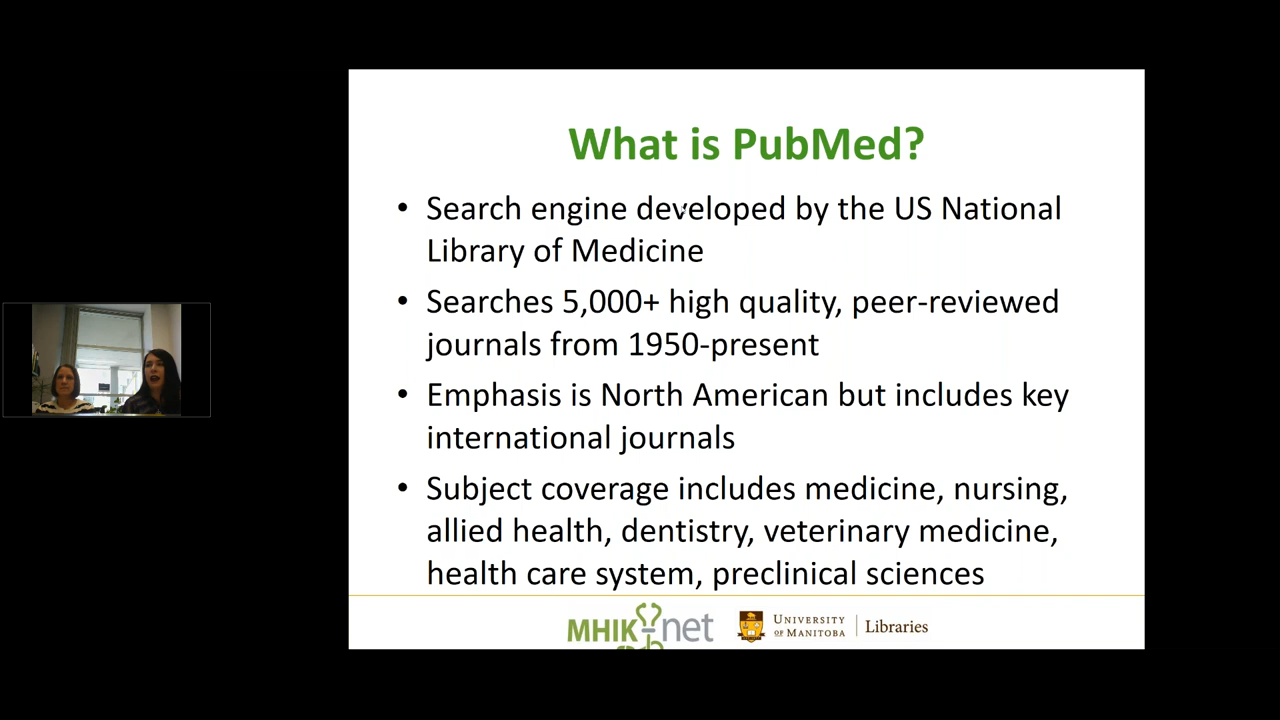 What is PubMed?
• Search engine developed by the US National
Library of Medicine
• Searches 5,000+ high quality, peer-reviewed
journals from 1950-present
• Emphasis is North American but includes key
international journals
• Subject coverage includes medicine, nursing,
allied health, dentistry, veterinary medicine,
health care system, preclinical sciences
MHIKnet
UNIVERSITY
OF MANITOBA
Libraries